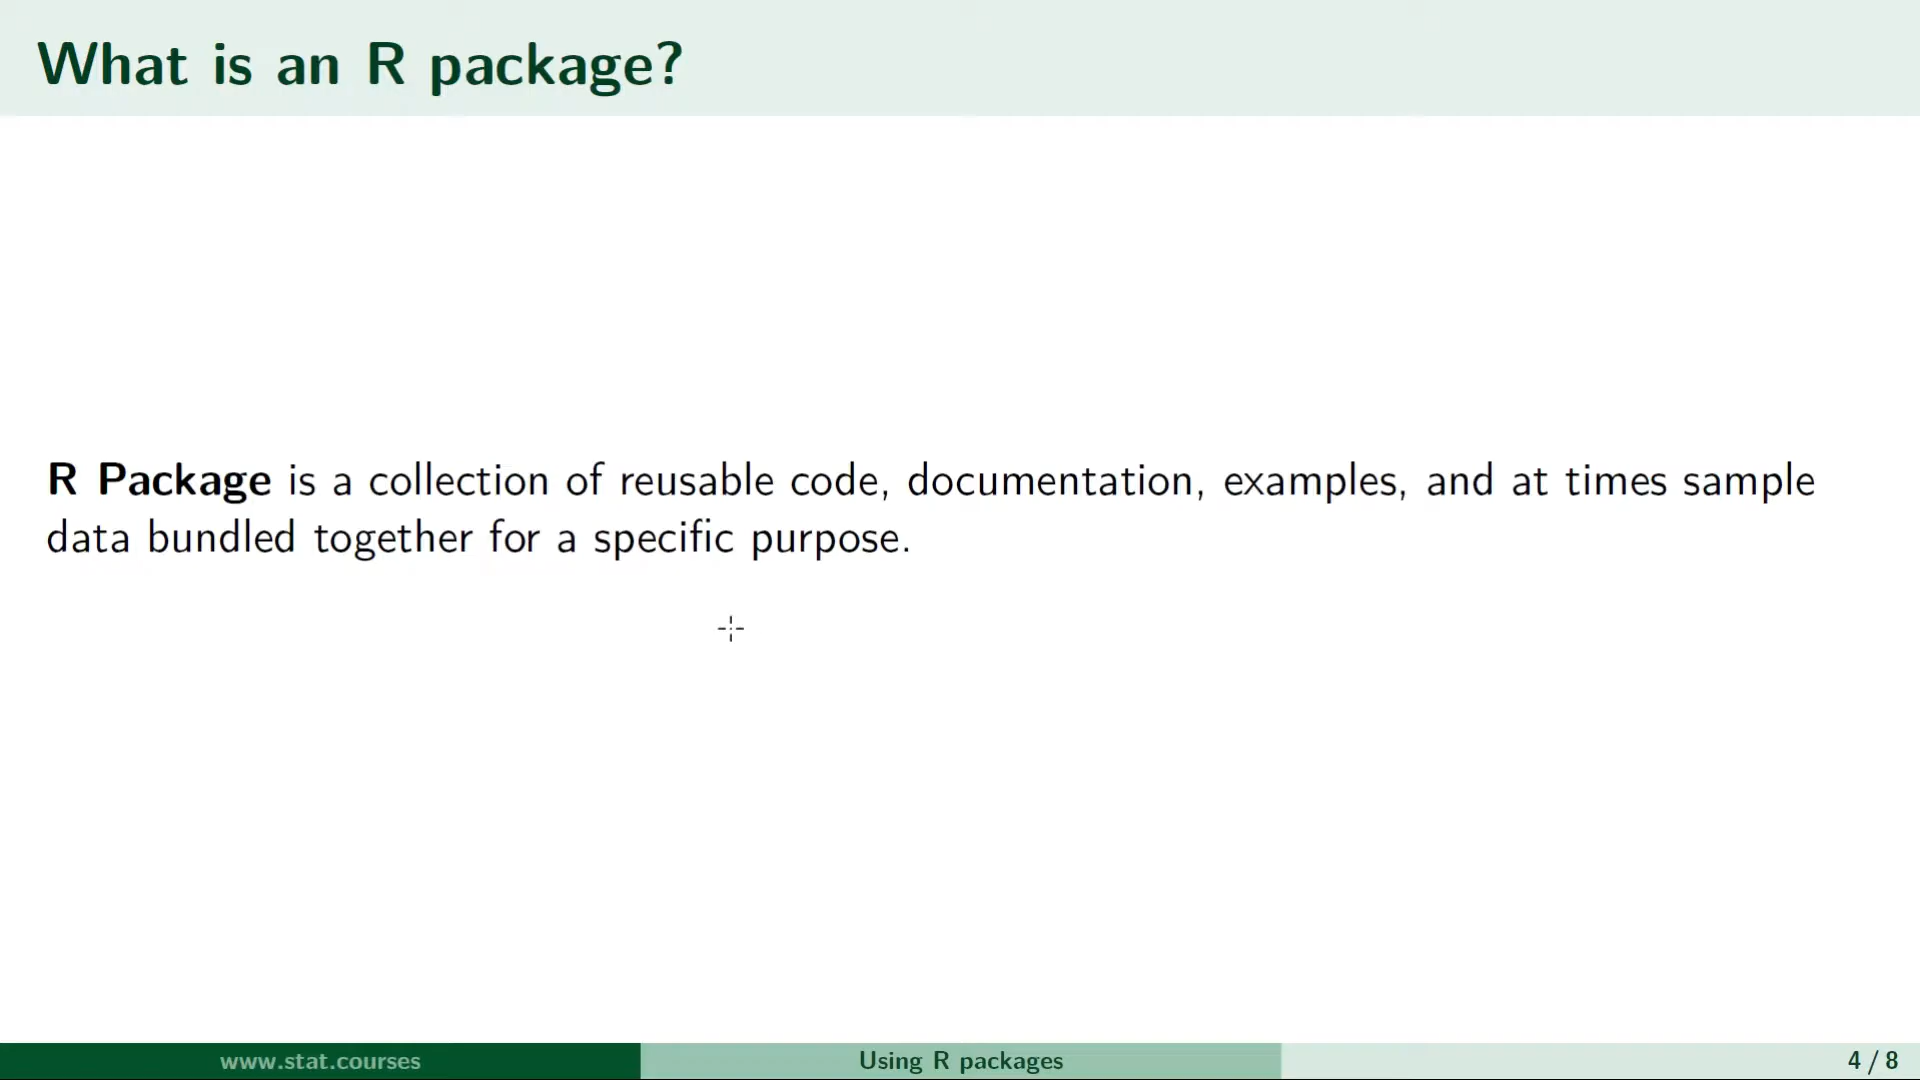 What is an R package?
R Package is a collection of reusable code, documentation, examples, and at times sample
data bundled together for a specific purpose.
www.stat.courses
Using R packages
4 / 8